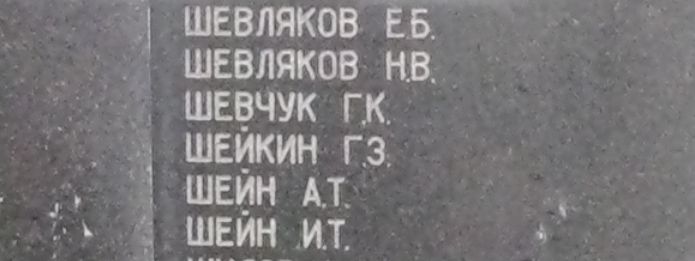 ШЕВЛЯКОВ Е.Б.
ШЕВЛЯКОВ Н.В.
ШЕВЧУК Г.К.
ШЕЙКИН Г.З.
ШЕЙН А.Т.
ШЕЙН И.Т.